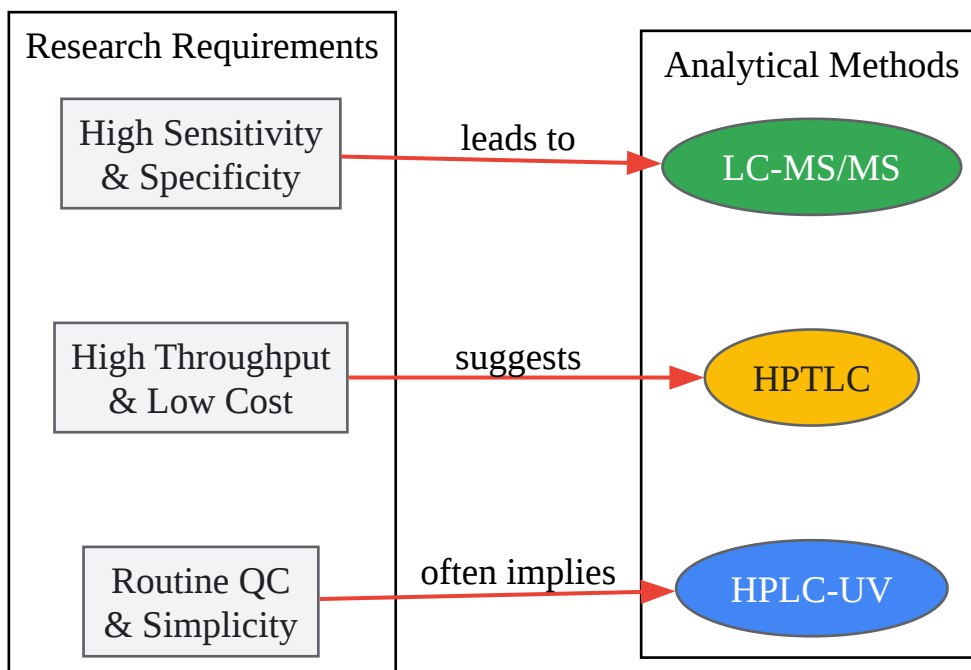 Research Requirements
Analytical Methods
High Sensitivity
& Specificity
leads to
LC-MS/MS
High Throughput
& Low Cost
suggests
HPTLC
Routine QC
& Simplicity
often implies
HPLC-UV